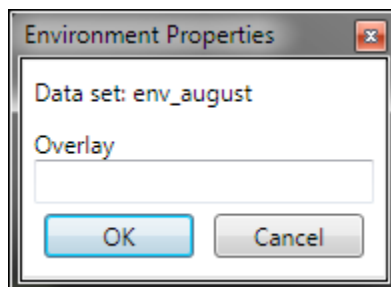 Environment Properties
Data set: env_august
Overlay
OK Cancel